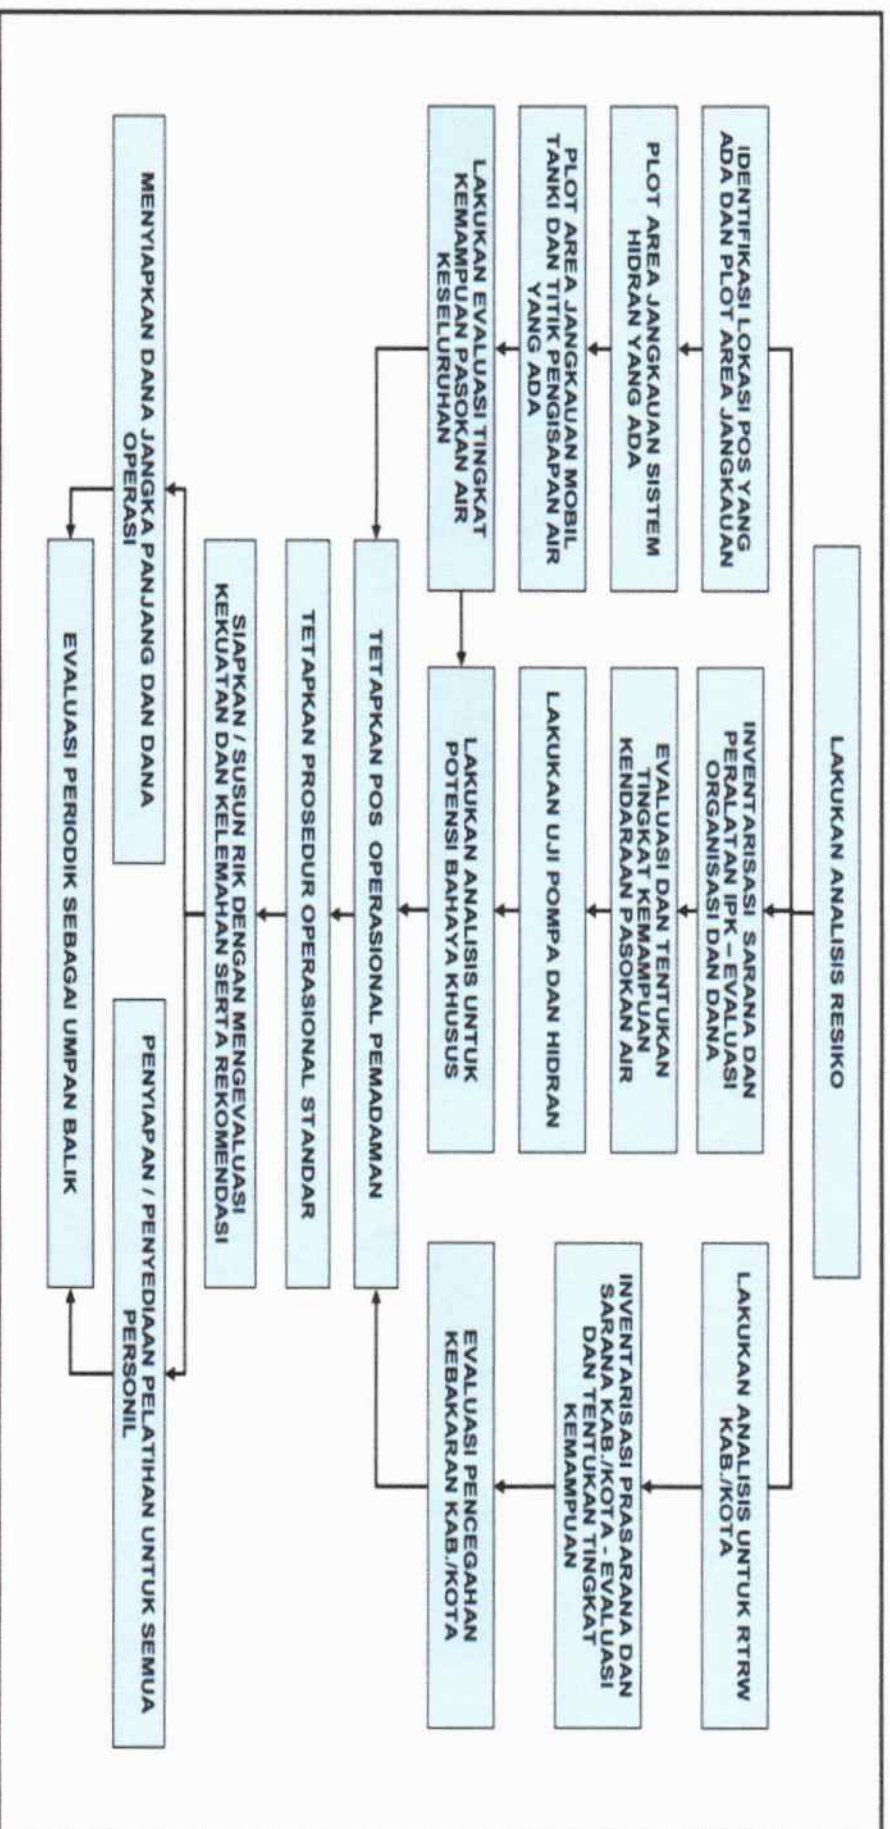 LAKUKAN ANALISIS RESIKO
IDENTIFIKASI LOKASI POS YANG
ADA DAN PLOT AREA JANGKAUAN
PLOT AREA JANGKAUAN SISTEM
HIDRAN YANG ADA
PLOT AREA JANGKAUAN MOBIL
TANKI DAN TITIK PENGISAPAN AIR
YANG ADA
LAKUKAN EVALUASI TINGKAT
KEMAMPUAN PASOKAN AIR
KESELURUHAN
INVENTARISASI SARANA DAN
PERALATAN IPK – EVALUASI
ORGANISASI DAN DANA
EVALUASI DAN TENTUKAN
TINGKAT KEMAMPUAN
KENDARAAN PASOKAN AIR
LAKUKAN UJI POMPA DAN HIDRAN
LAKUKAN ANALISIS UNTUK
POTENSI BAHAYA KHUSUS
LAKUKAN ANALISIS UNTUK RTRW
KAB./KOTA
INVENTARISASI PRASARANA DAN
SARANA KAB./KOTA - EVALUASI
DAN TENTUKAN TINGKAT
KEMAMPUAN
EVALUASI PENCEGAHAN
KEBAKARAN KAB./KOTA
TETAPKAN POS OPERASIONAL PEMADAMAN
TETAPKAN PROSEDUR OPERASIONAL STANDAR
SIAPKAN / SUSUN RIK DENGAN MENGEVALUASI
KEKUATAN DAN KELEMAHAN SERTA REKOMENDASI
MENYIAPKAN DANA JANGKA PANJANG DAN DANA
OPERASI
PENYIAPAN / PENYEDIAAN PELATIHAN UNTUK SEMUA
PERSONIL
EVALUASI PERIODIK SEBAGAI UMPAN BALIK